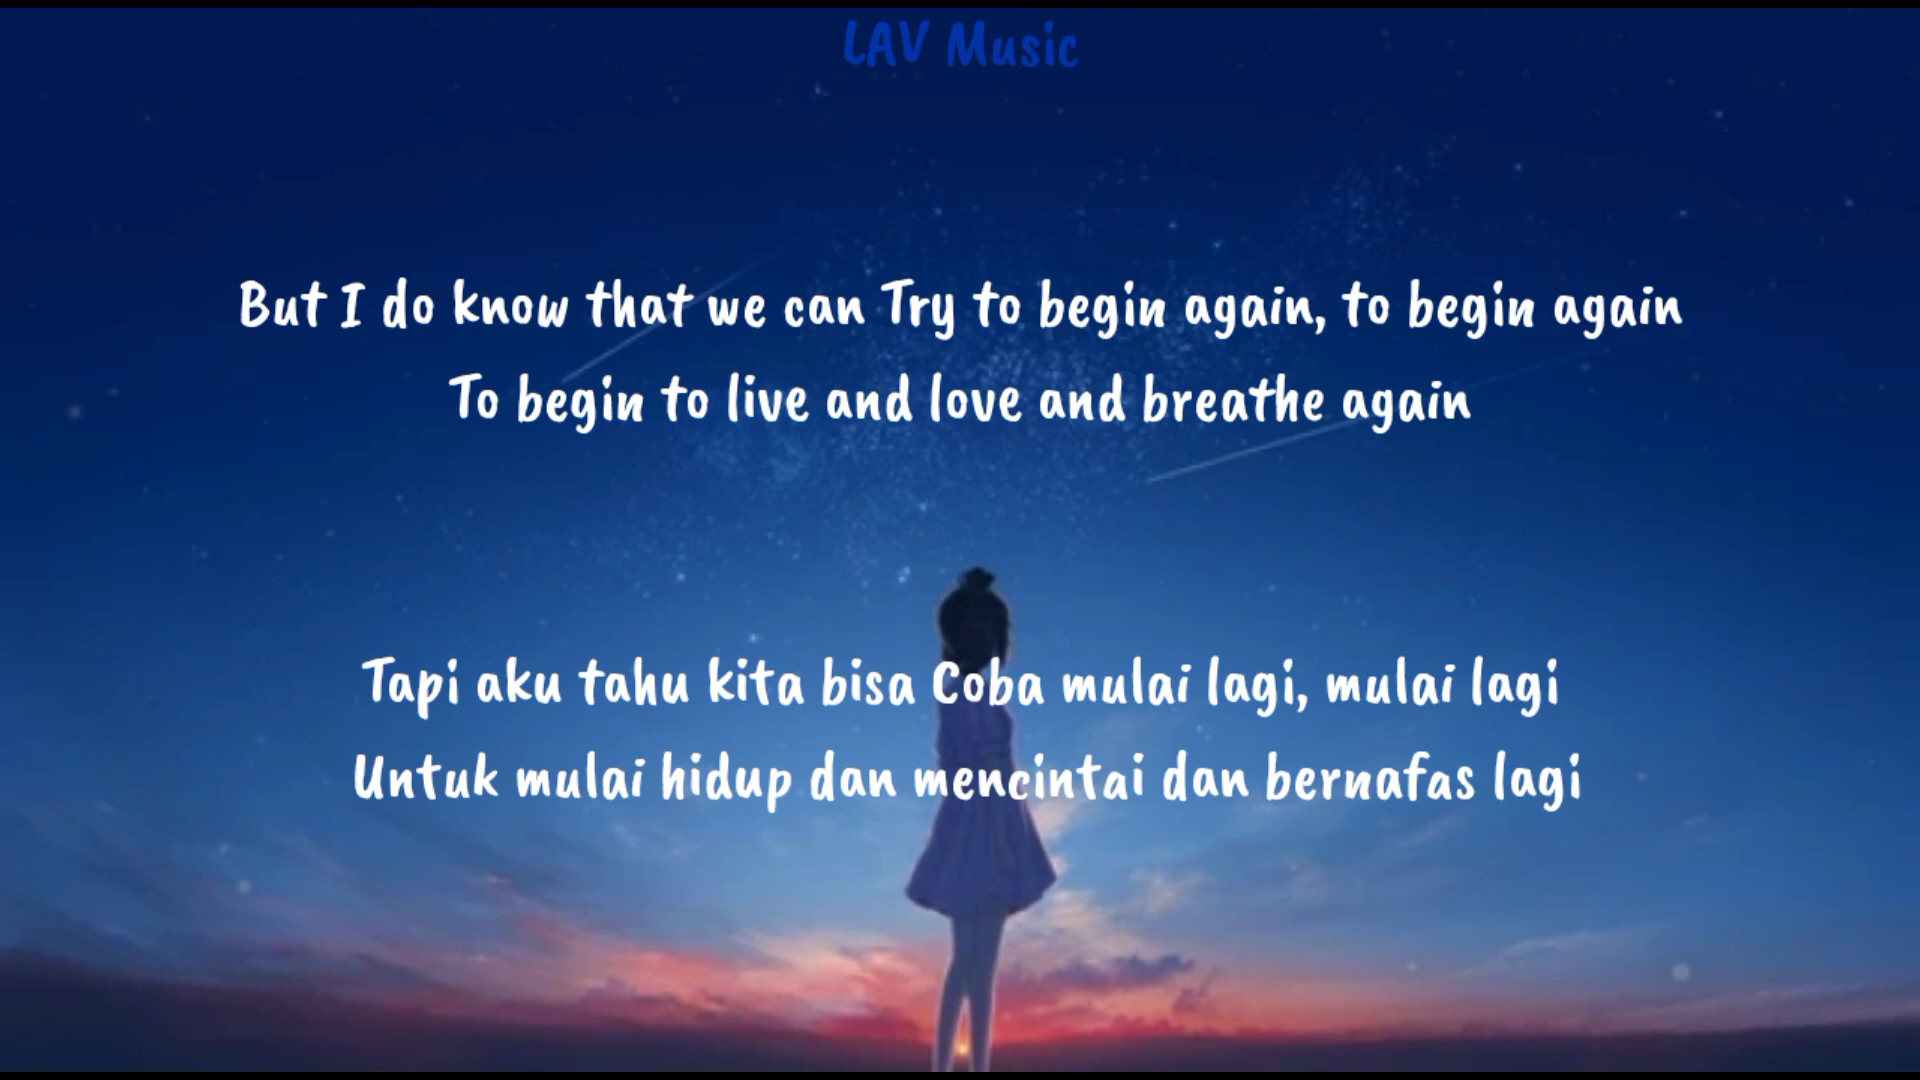 LAV Music
But I do know that we can Try to begin again, to begin again
To begin to live and love and breathe again
Tapi aku tahu kita bisa Coba mulai lagi, mulai lagi
Untuk mulai hidup dan mencintai dan bernafas lagi